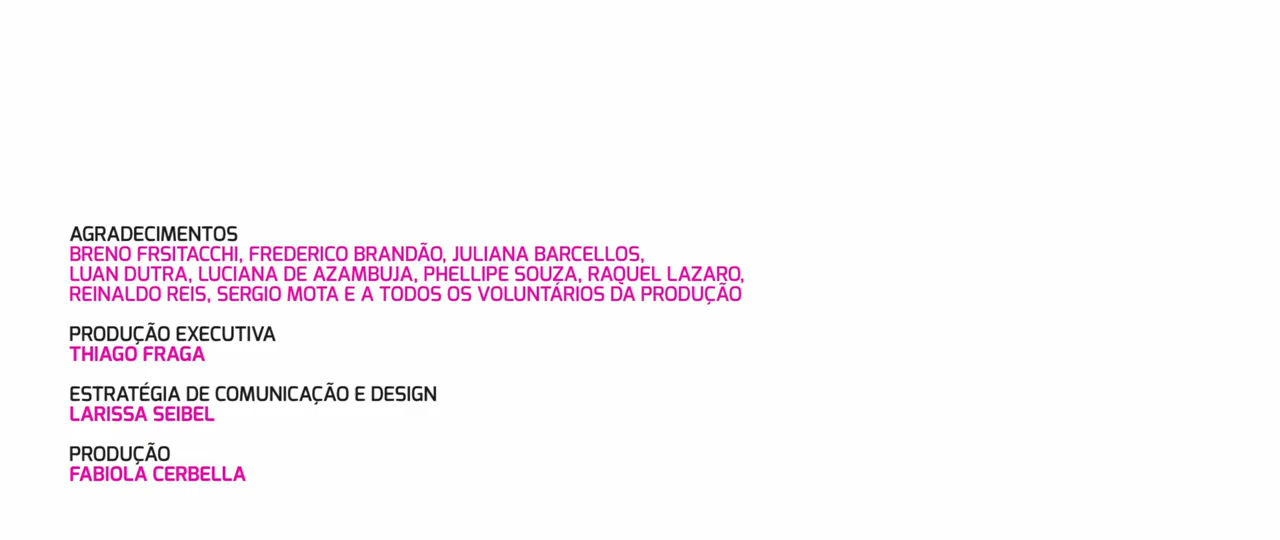 AGRADECIMENTOS
BRENO FRSITACCHI, FREDERICO BRANDÃO, JULIANA BARCELLOS,
LUAN DUTRA, LUCIANA DE AZAMBUJA, PHELLIPE SOUZA, RAQUEL LAZARO,
REINALDO REIS, SERGIO MOTA E A TODOS OS VOLUNTÁRIOS DA PRODUÇÃO
PRODUÇÃO EXECUTIVA
THIAGO FRAGA
ESTRATÉGIA DE COMUNICAÇÃO E DESIGN
LARISSA SEIBEL
PRODUÇÃO
FABIOLA CERBELLA